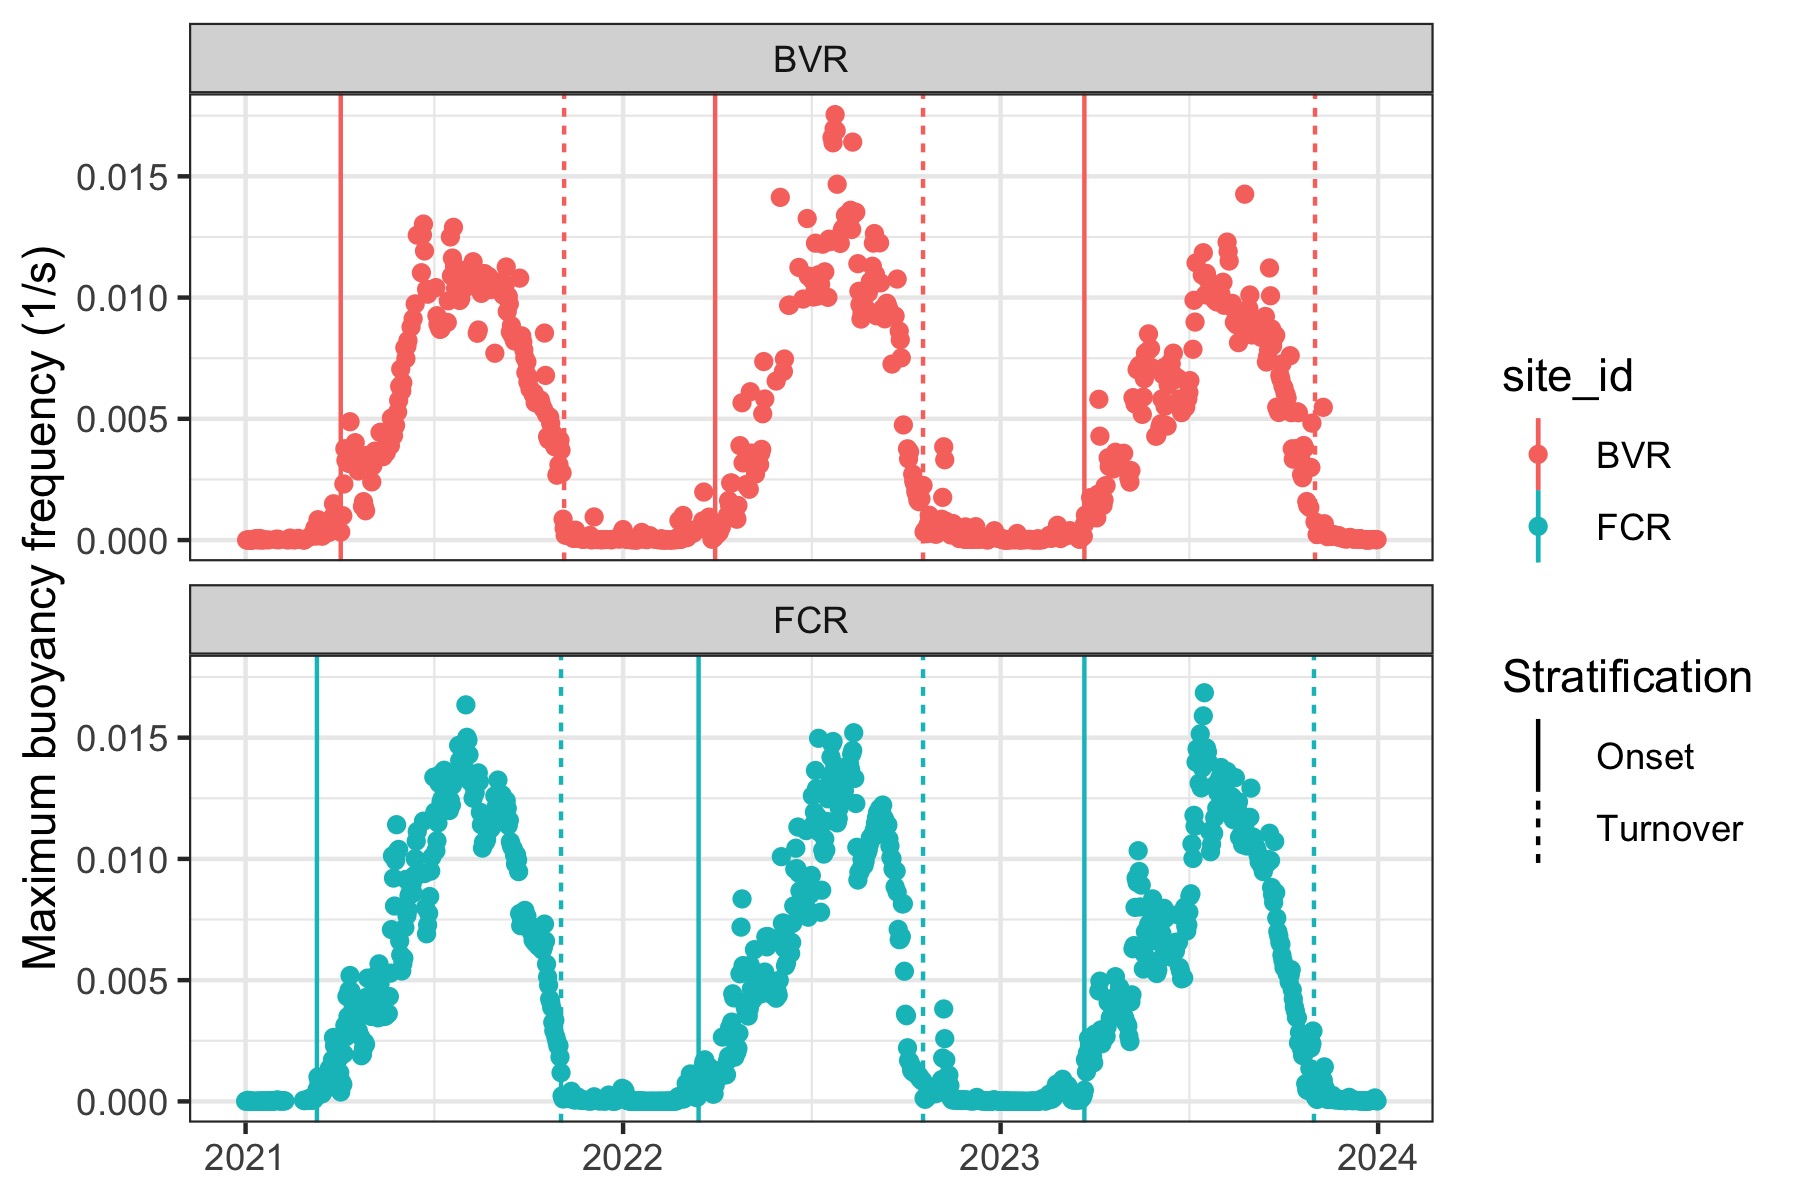 BVR
0.015
0.010
0.005
0.000
FCR
0.015
0.010
0.005
0.000
2021
2022
2023
2024
Maximum buoyancy frequency (1/s)
site_id
BVR
FCR
Stratification
Onset
Turnover